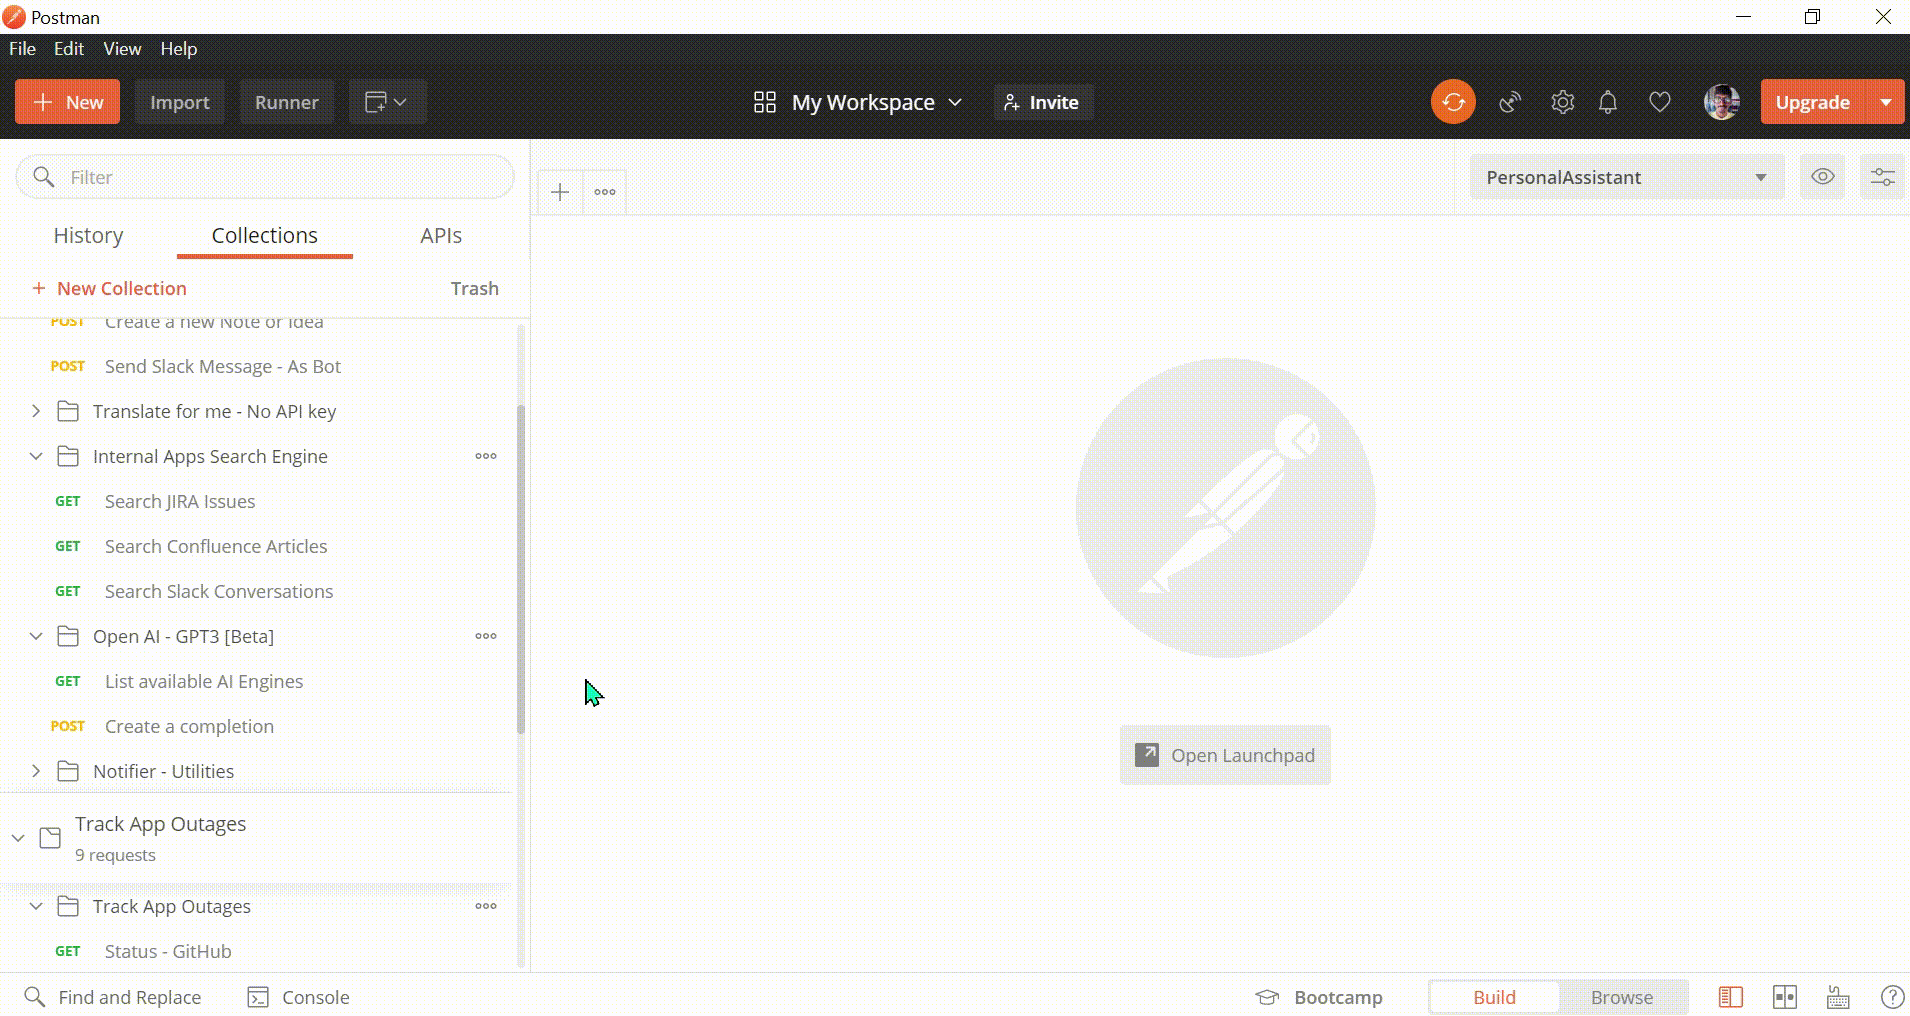 Postman
File Edit View Help
New Import Runner My Workspace Invite Upgrade
Filter
PersonalAssistant
History Collections APIs
New Collection Trash
POST Create a new Note or Idea
POST Send Slack Message - As Bot
Translate for me - No API key
Internal Apps Search Engine
GET Search JIRA Issues
GET Search Confluence Articles
GET Search Slack Conversations
Open AI - GPT3 [Beta]
GET List available AI Engines
POST Create a completion
Notifier - Utilities
Open Launchpad
Track App Outages
9 requests
Track App Outages
GET Status - GitHub
Find and Replace Console Bootcamp Build Browse